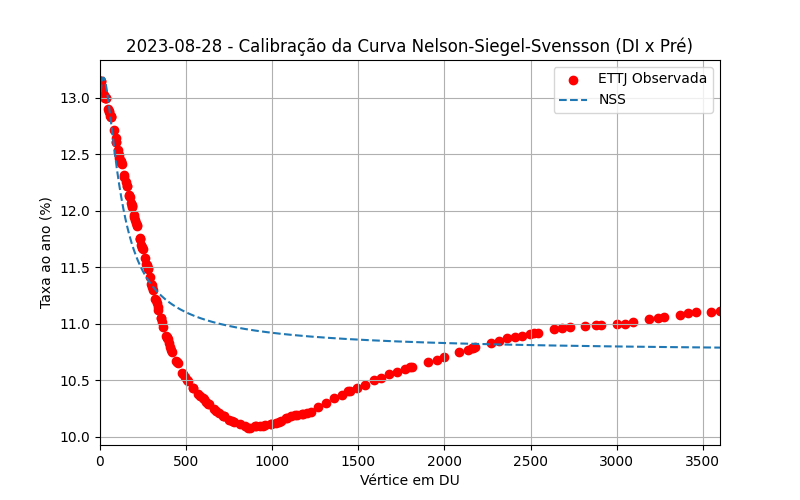 2023-08-28 - Calibração da Curva Nelson-Siegel-Svensson (DI x Pré)
ETTJ Observada
NSS
Taxa ao ano (%)
13.0
12.5
12.0
11.5
11.0
10.5
10.0
0 500 1000 1500 2000 2500 3000 3500
Vértice em DU